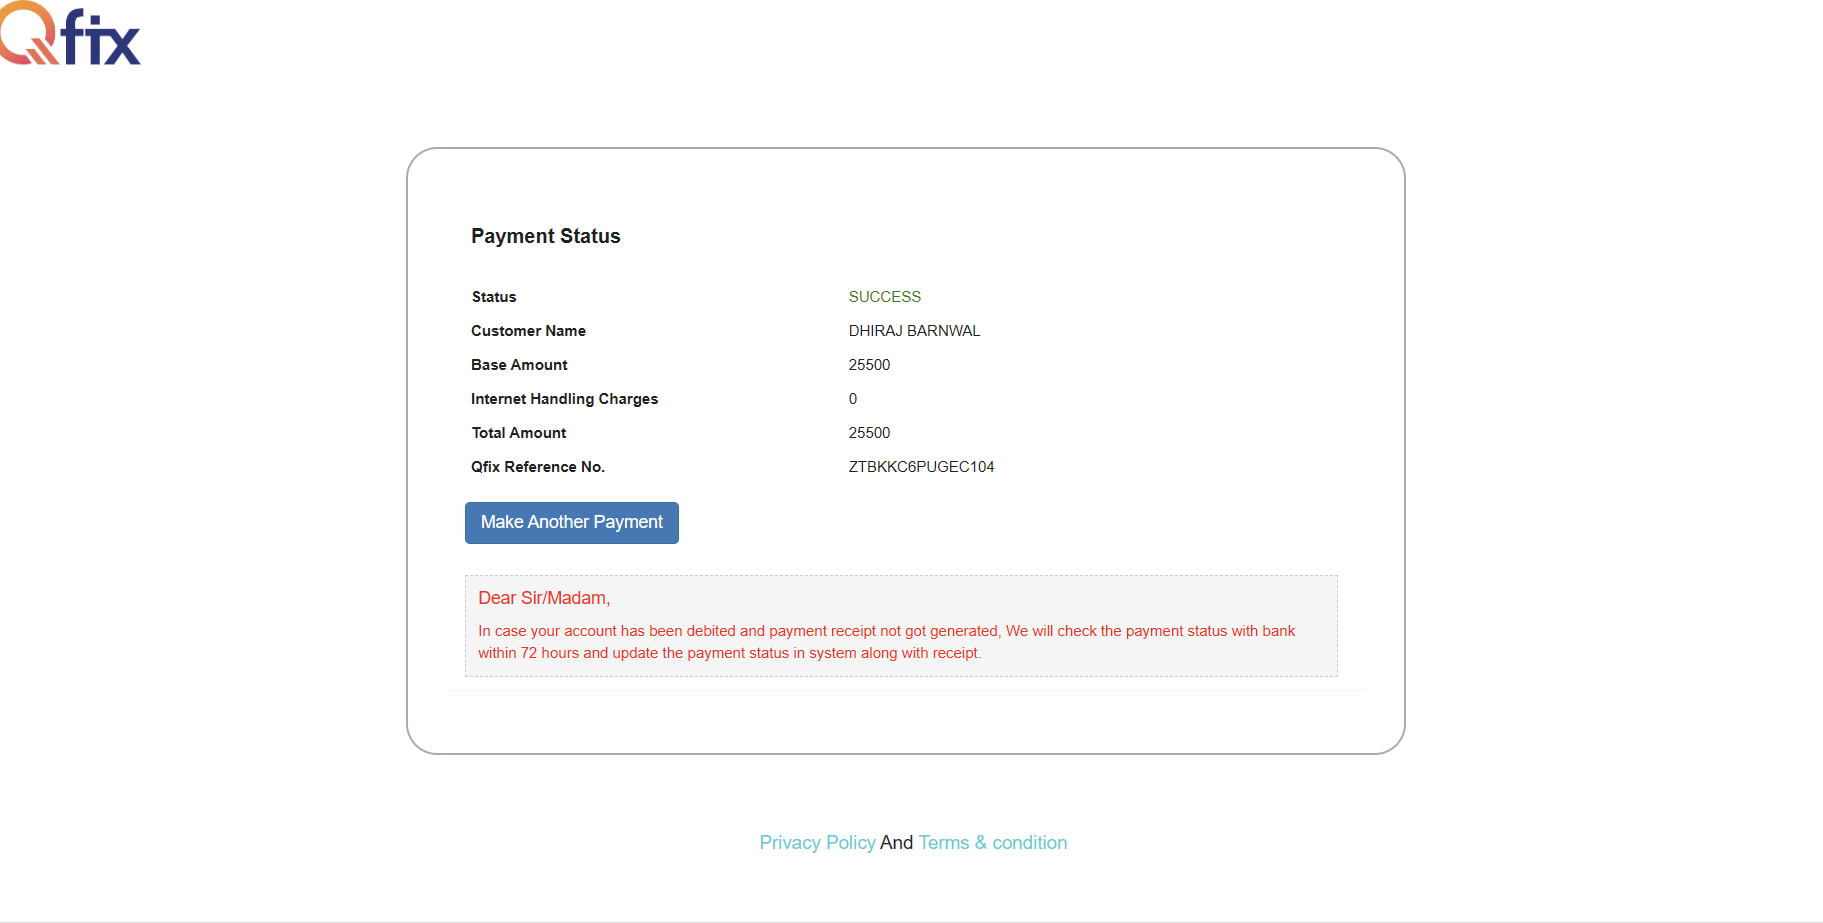 Qfix
Payment Status
Status SUCCESS
Customer Name DHIRAJ BARNWAL
Base Amount 25500
Internet Handling Charges 0
Total Amount 25500
Qfix Reference No. ZTBKKC6PUGEC104
Make Another Payment
Dear Sir/Madam,
In case your account has been debited and payment receipt not got generated, We will check the payment status with bank
within 72 hours and update the payment status in system along with receipt.
Privacy Policy And Terms & condition